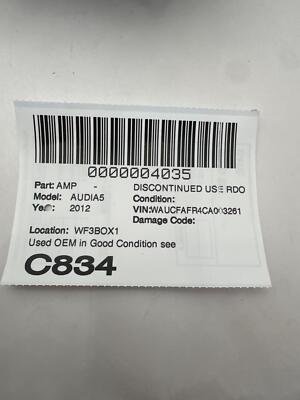 0000004035
Part: AMP - DISCONTINUED USE RDO
Model: AUDIA5 Condition:
Year: 2012 VIN:WAUCFAFR4CA003261
Damage Code:
Location: WF3BOX1
Used OEM in Good Condition see
C834